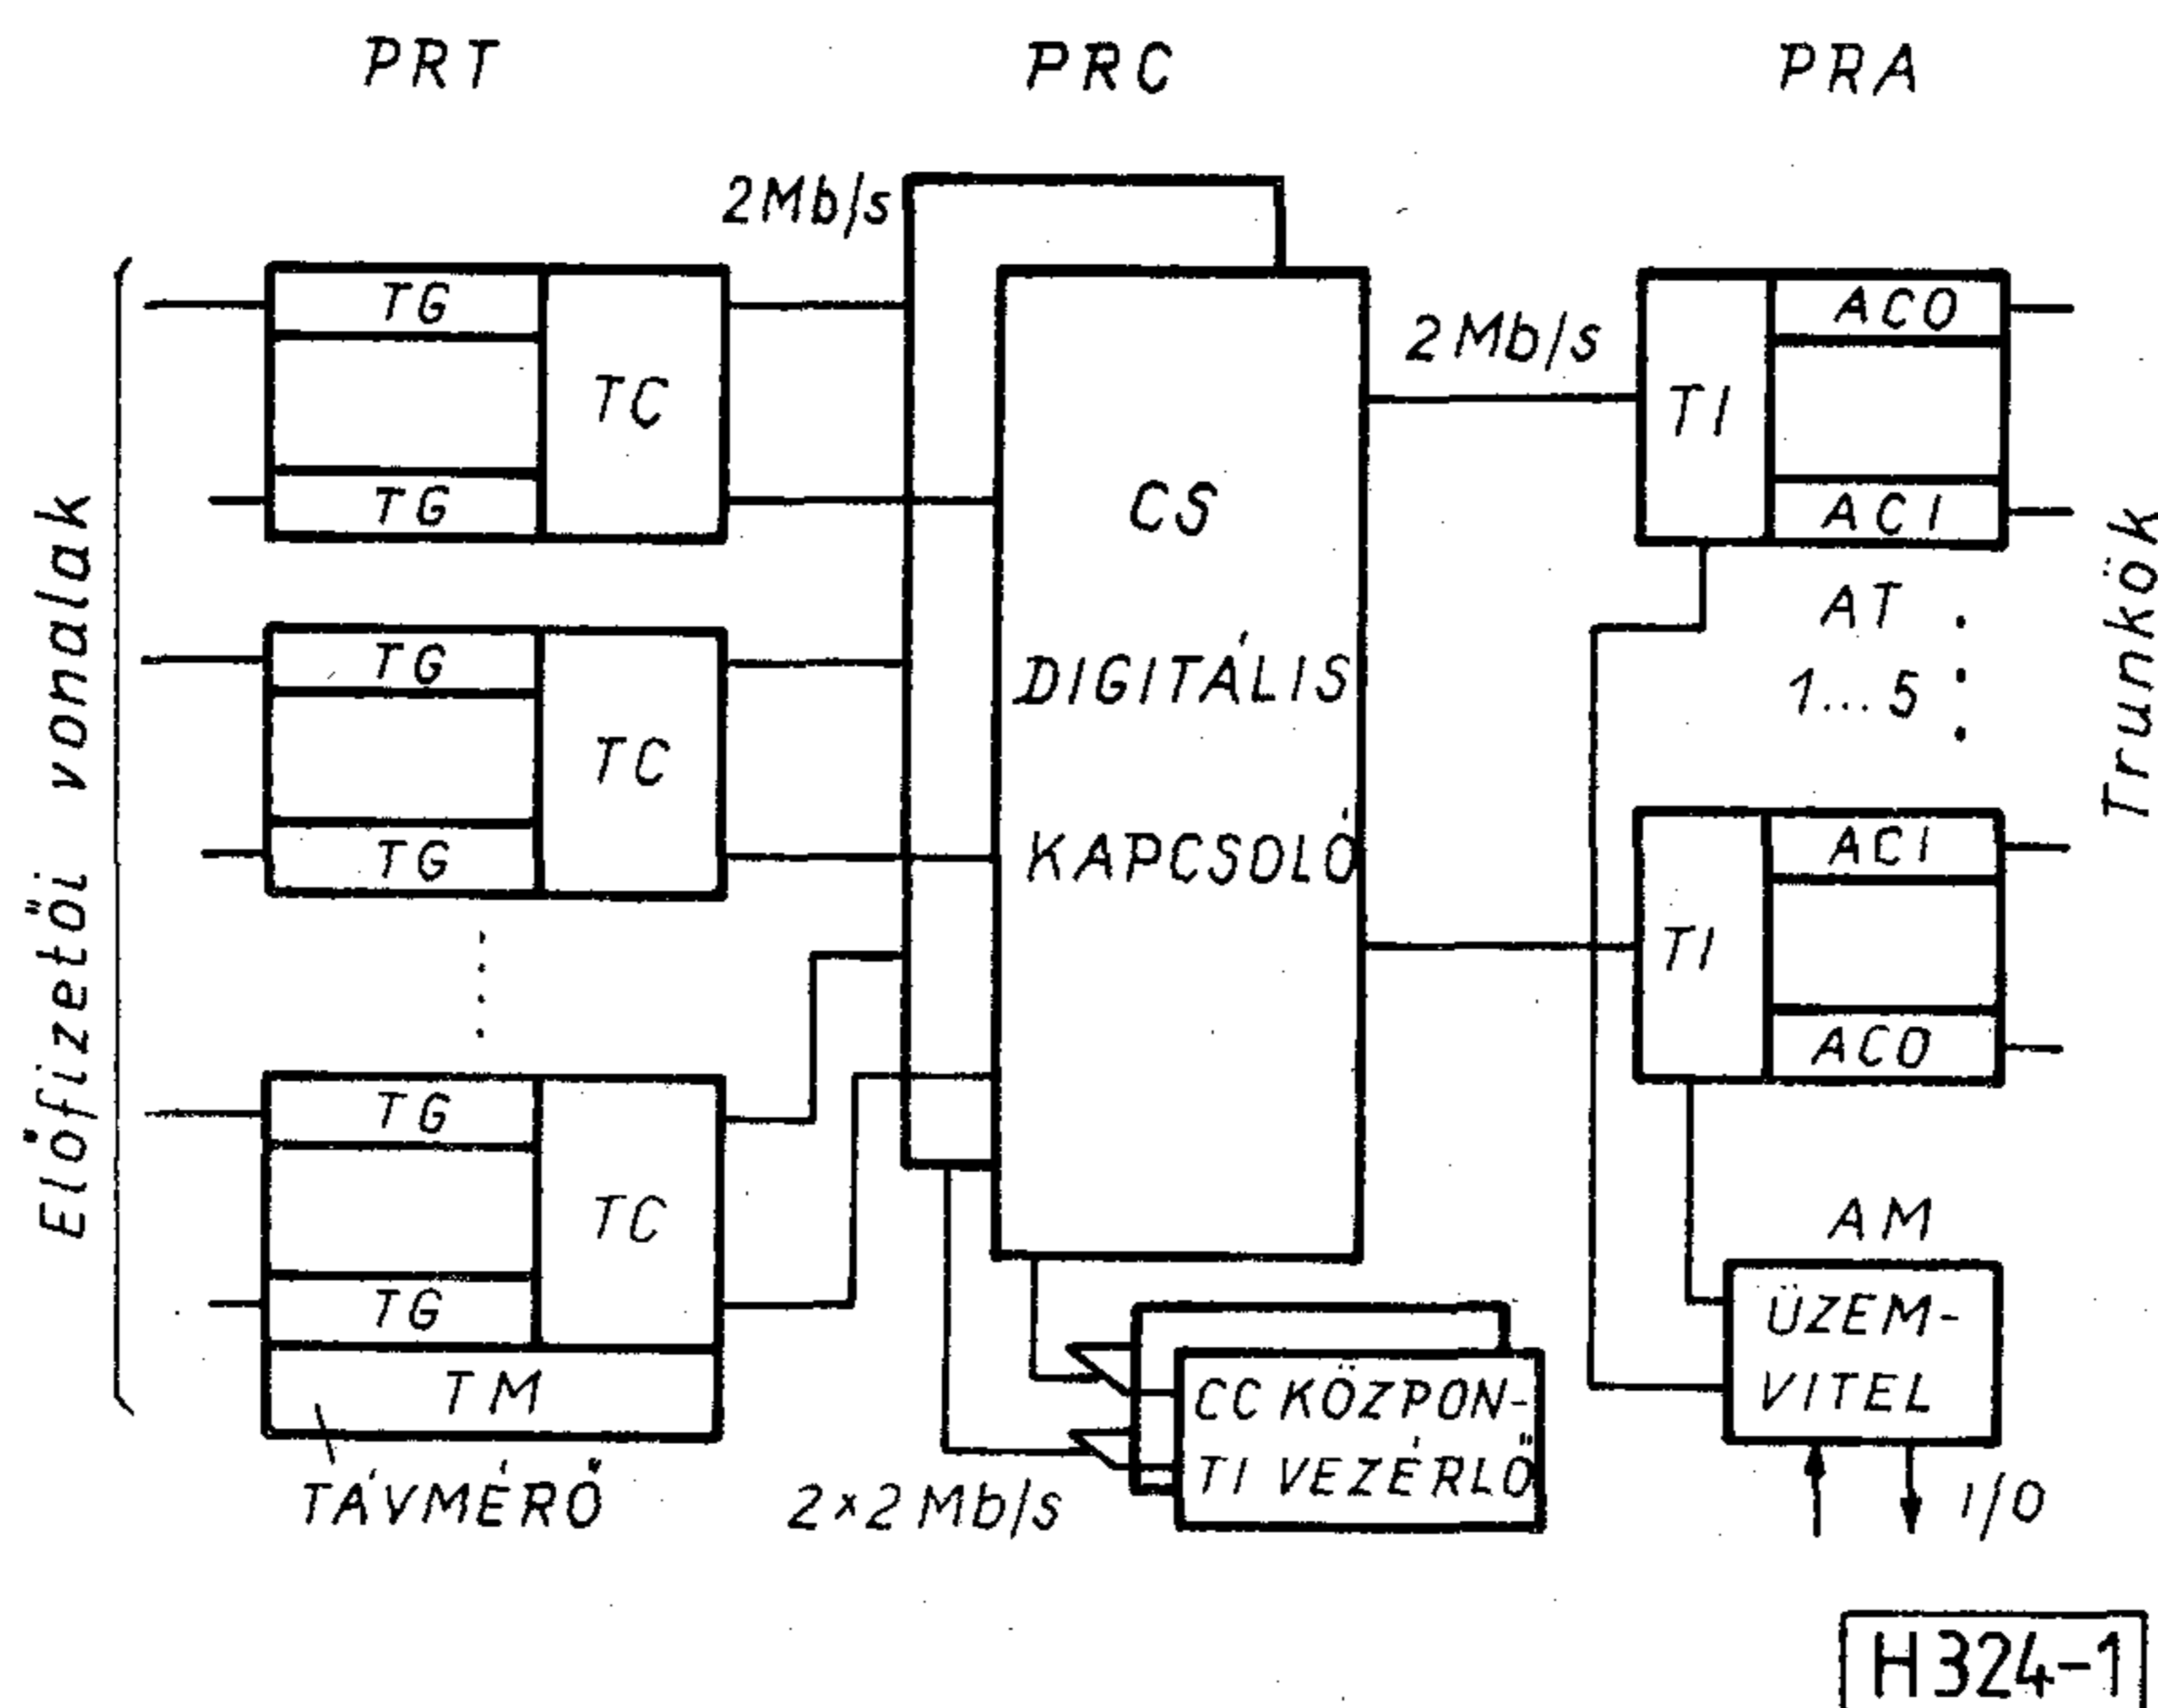 PRT
PRC
PRA
2Mb/s
Előfizetői vonalak
TG
TC
TG
TG
TC
TG
TG
TC
TG
TM
TÁVMÉRŐ
CS
DIGITÁLIS
KAPCSOLÓ
2×2Mb/s
CC KÖZPON-
TI VEZÉRLŐ
2Mb/s
TI
ACO
ACI
AT
1...5
Trunkök
TI
ACI
ACO
AM
ÜZEM-
VITEL
I/O
H324-1